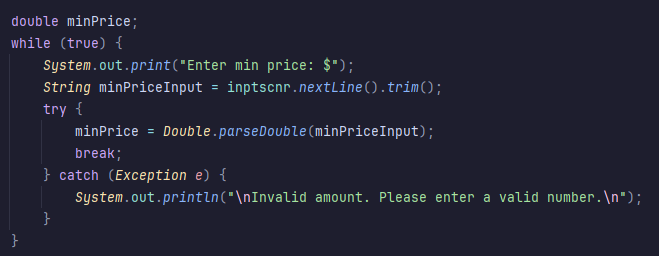 double minPrice;
while (true) {
    System.out.print("Enter min price: $");
    String minPriceInput = inptscnr.nextLine().trim();
    try {
        minPrice = Double.parseDouble(minPriceInput);
        break;
    } catch (Exception e) {
        System.out.println("\nInvalid amount. Please enter a valid number.\n");
    }
}